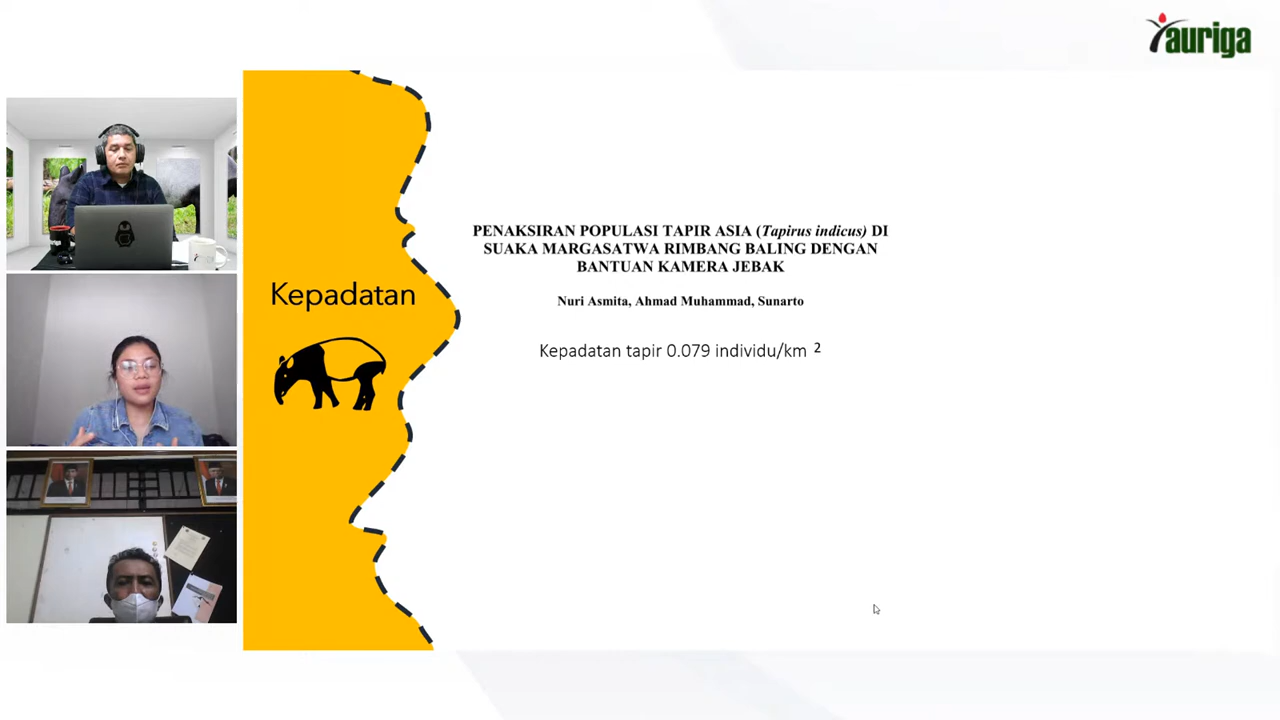 auriga
Kepadatan
PENAKSIRAN POPULASI TAPIR ASIA (Tapirus indicus) DI
SUAKA MARGASATWA RIMBANG BALING DENGAN
BANTUAN KAMERA JEBAK
Nuri Asmita, Ahmad Muhammad, Sunarto
Kepadatan tapir 0.079 individu/km 2